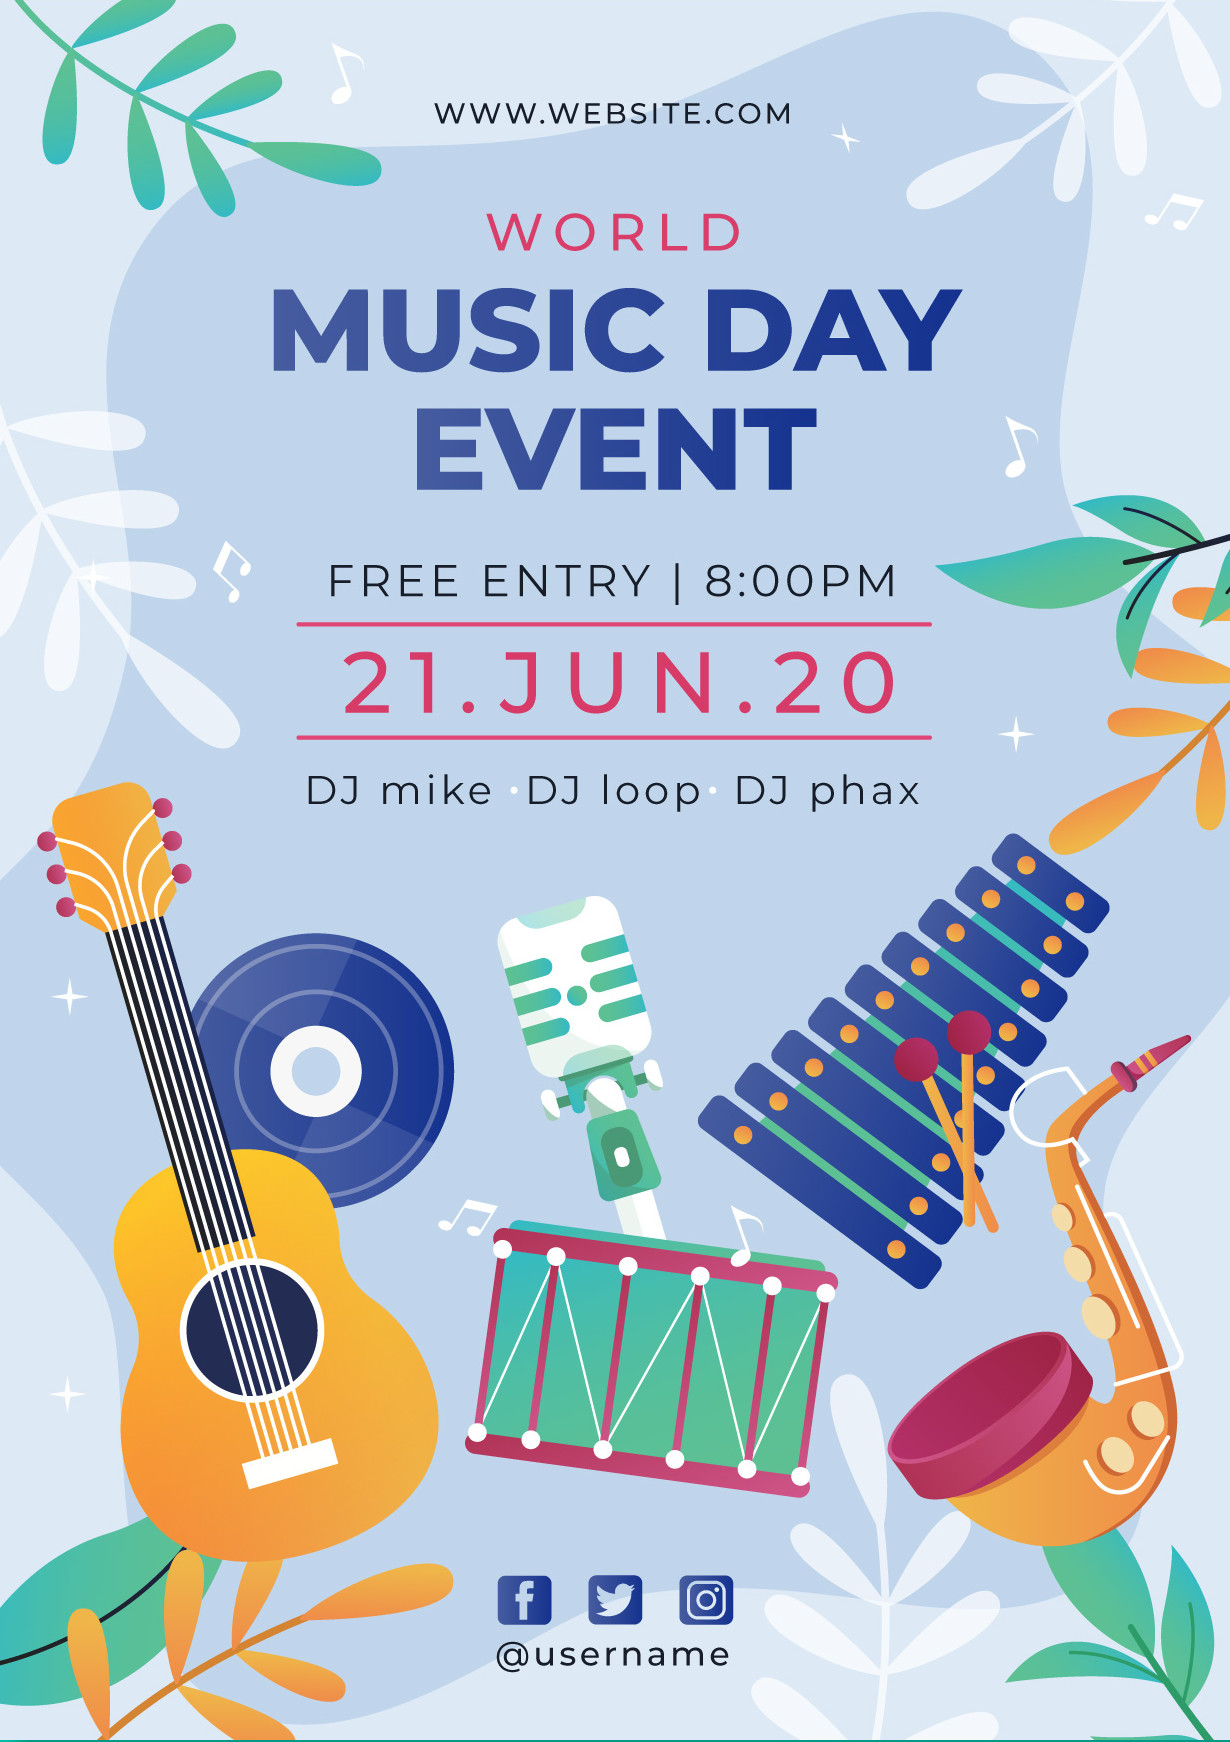 WWW.WEBSITE.COM
WORLD
MUSIC DAY
EVENT
FREE ENTRY | 8:00PM
21.JUN.20
DJ mike · DJ loop · DJ phax
@username